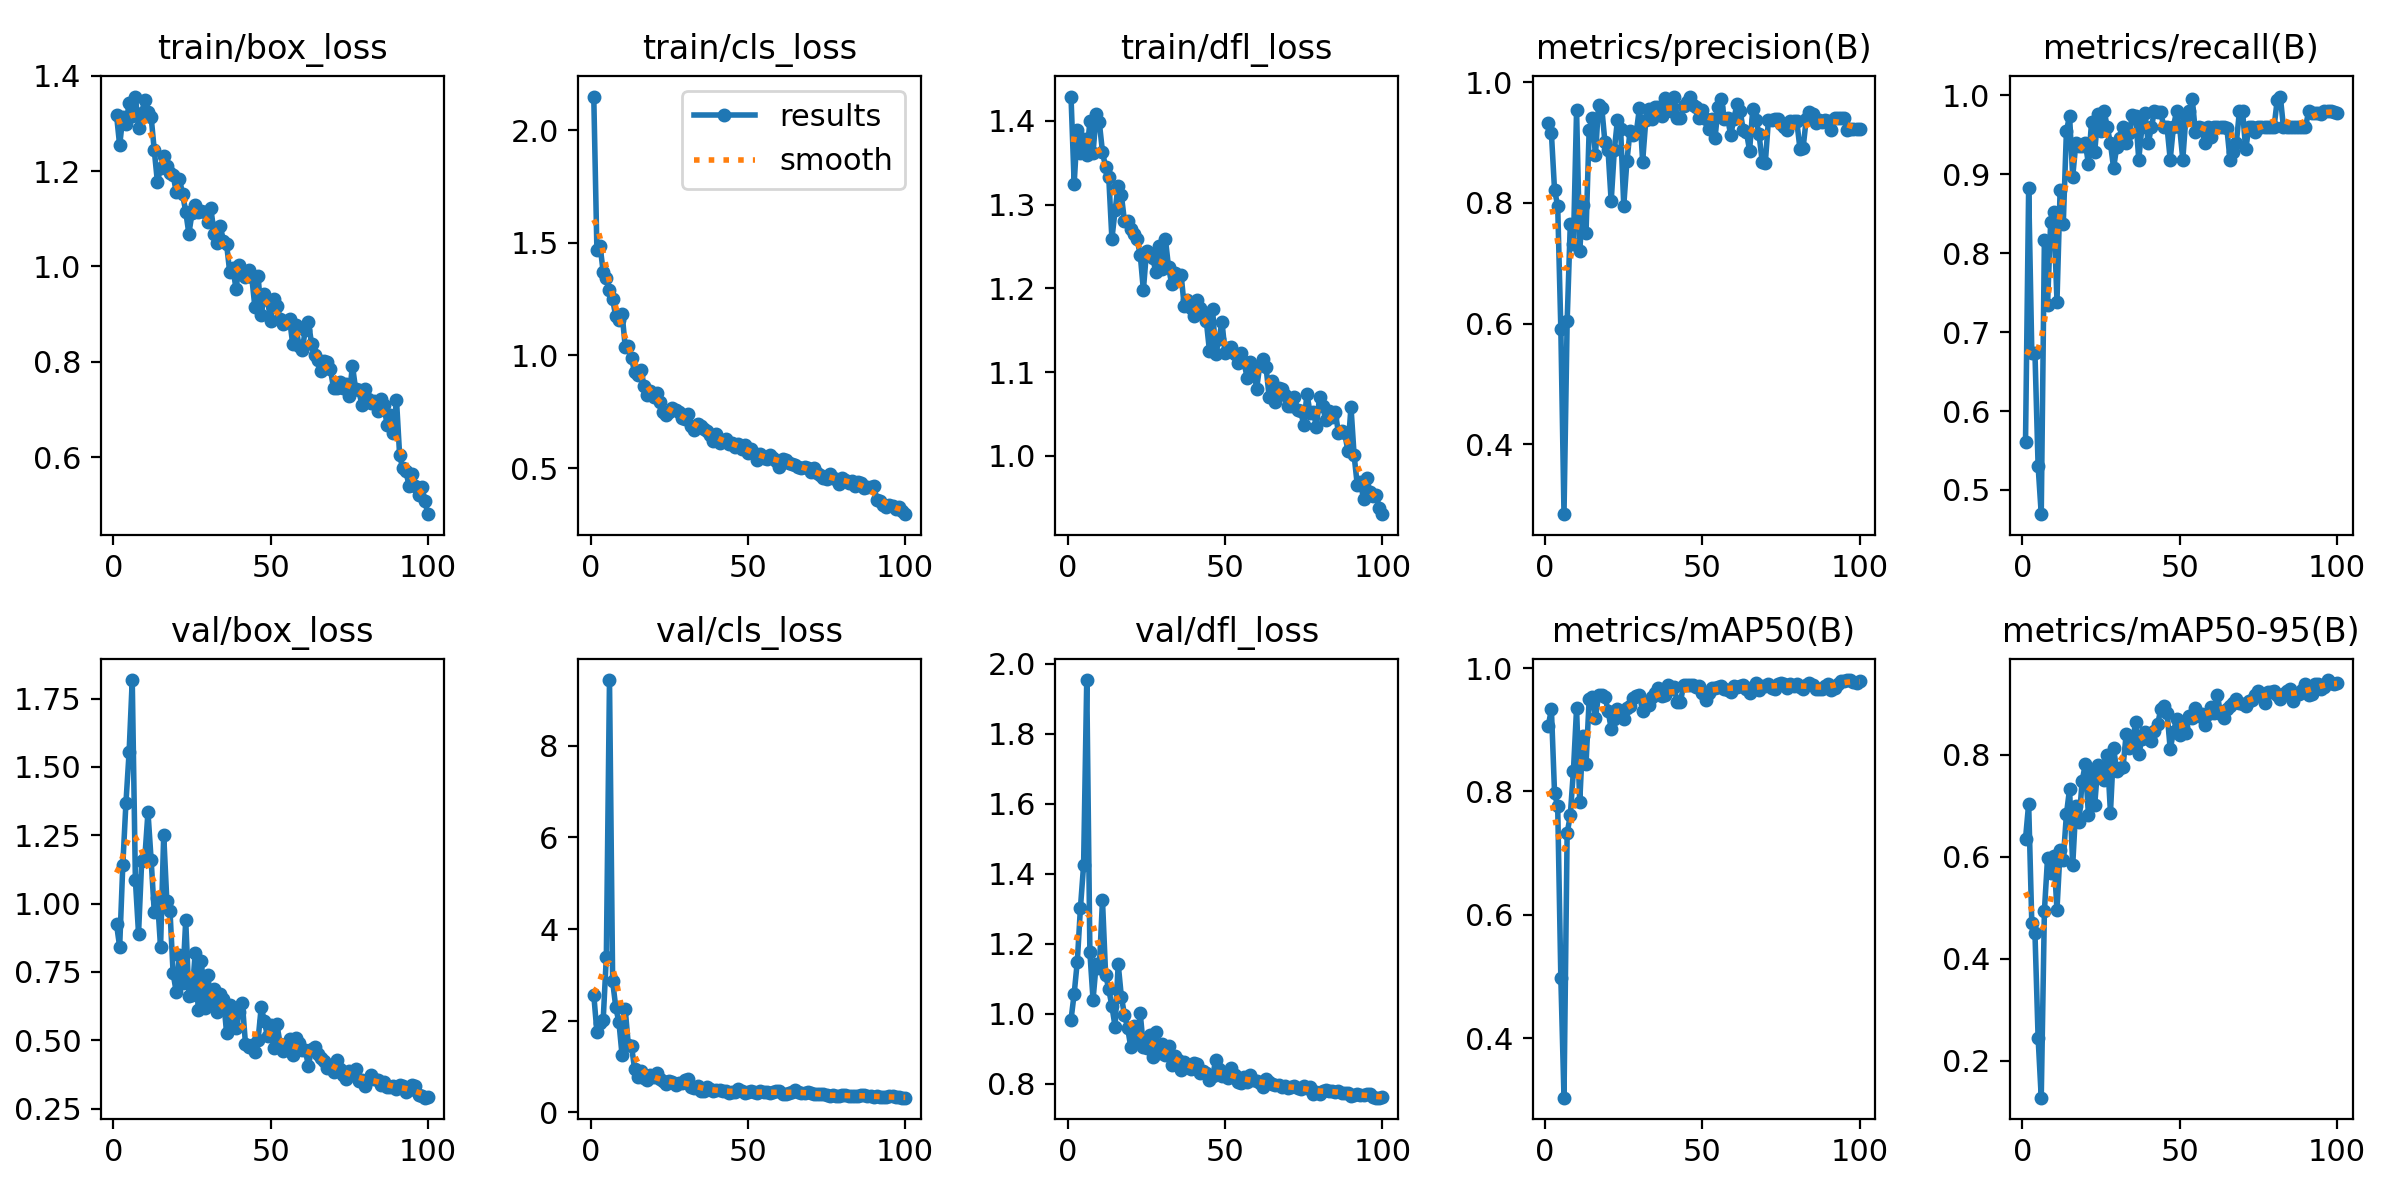 train/box_loss
1.4
1.2
1.0
0.8
0.6
0 50 100
train/cls_loss
results
smooth
2.0
1.5
1.0
0.5
0 50 100
train/dfl_loss
1.4
1.3
1.2
1.1
1.0
0 50 100
metrics/precision(B)
1.0
0.8
0.6
0.4
0 50 100
metrics/recall(B)
1.0
0.9
0.8
0.7
0.6
0.5
0 50 100
val/box_loss
1.75
1.50
1.25
1.00
0.75
0.50
0.25
0 50 100
val/cls_loss
8
6
4
2
0
0 50 100
val/dfl_loss
2.0
1.8
1.6
1.4
1.2
1.0
0.8
0 50 100
metrics/mAP50(B)
1.0
0.8
0.6
0.4
0 50 100
metrics/mAP50-95(B)
0.8
0.6
0.4
0.2
0 50 100